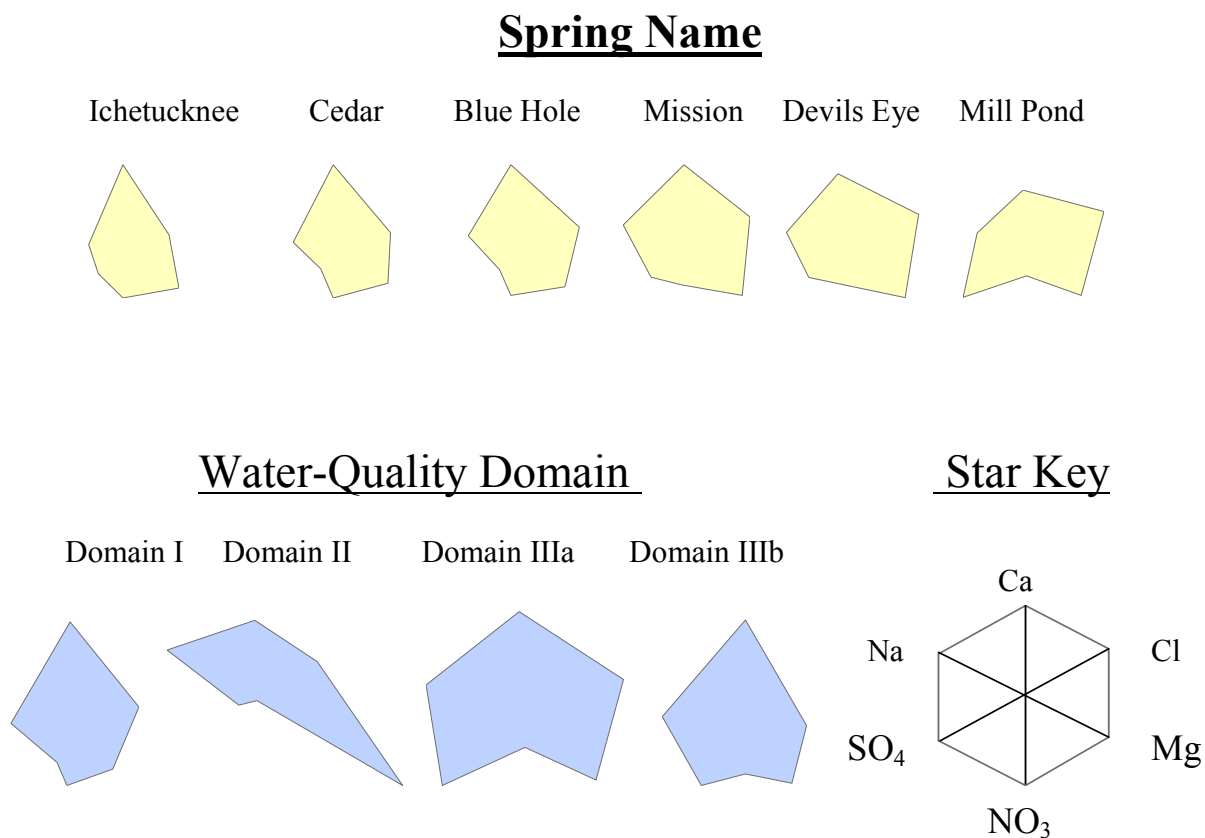 Spring Name
Ichetucknee Cedar Blue Hole Mission Devils Eye Mill Pond
Water-Quality Domain Star Key
Domain I Domain II Domain IIIa Domain IIIb
Ca
Na Cl
SO₄ Mg
NO₃